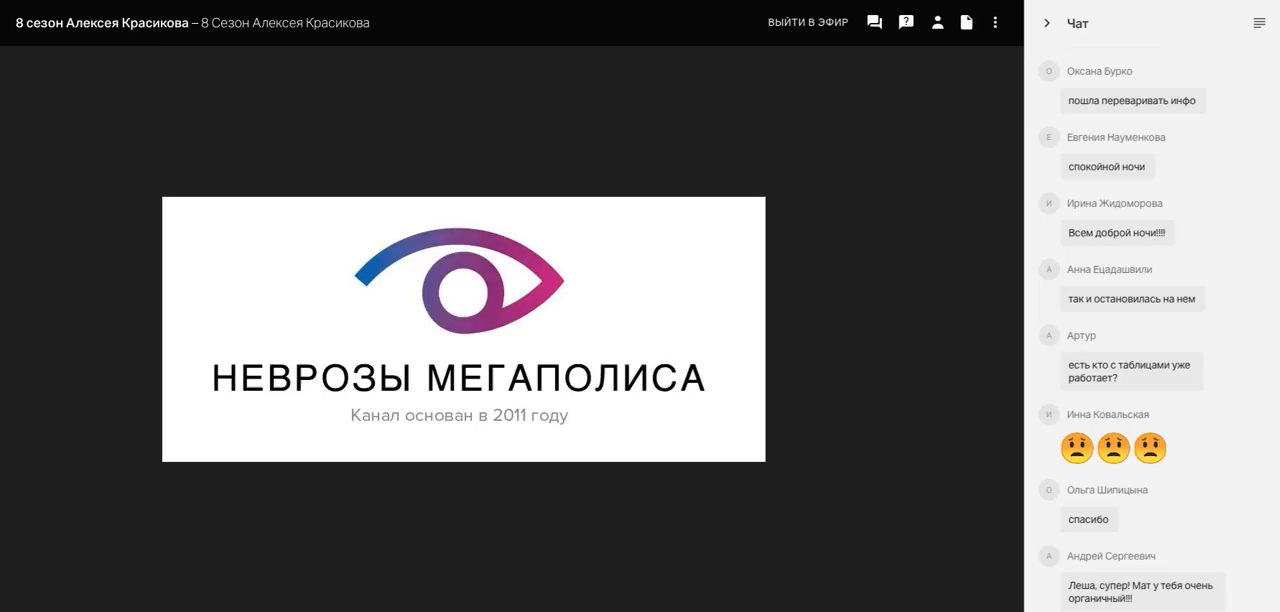 8 сезон Алексея Красикова – 8 Сезон Алексея Красикова
ВЫЙТИ В ЭФИР
НЕВРОЗЫ МЕГАПОЛИСА
Канал основан в 2011 году
Чат
О Оксана Бурко
пошла переваривать инфо
Е Евгения Науменкова
спокойной ночи
И Ирина Жидоморова
Всем доброй ночи!!!!
А Анна Ецадашвили
так и остановилась на нем
А Артур
есть кто с таблицами уже
работает?
И Инна Ковальская
О Ольга Шипицына
спасибо
А Андрей Сергеевич
Леша, супер! Мат у тебя очень
органичный!!!